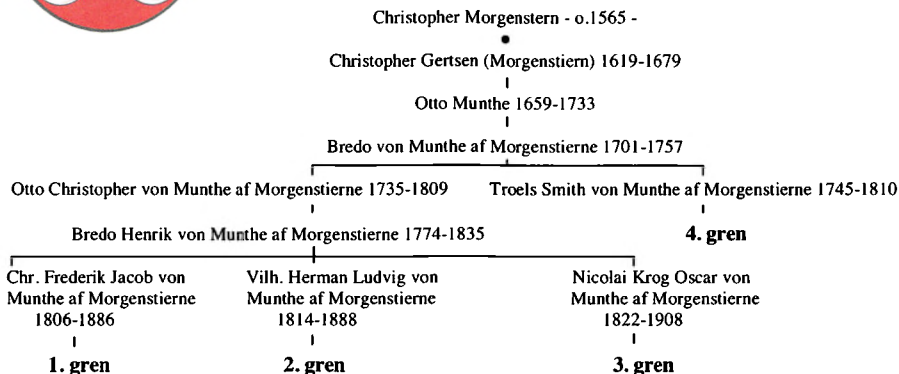 Christopher Morgenstern - o.1565 -
Christopher Gertsen (Morgenstiern) 1619-1679
Otto Munthe 1659-1733
Bredo von Munthe af Morgenstierne 1701-1757
Otto Christopher von Munthe af Morgenstierne 1735-1809
Troels Smith von Munthe af Morgenstierne 1745-1810
Bredo Henrik von Munthe af Morgenstierne 1774-1835
4. gren
Chr. Frederik Jacob von
Munthe af Morgenstierne
1806-1886
1. gren
Vilh. Herman Ludvig von
Munthe af Morgenstierne
1814-1888
2. gren
Nicolai Krog Oscar von
Munthe af Morgenstierne
1822-1908
3. gren